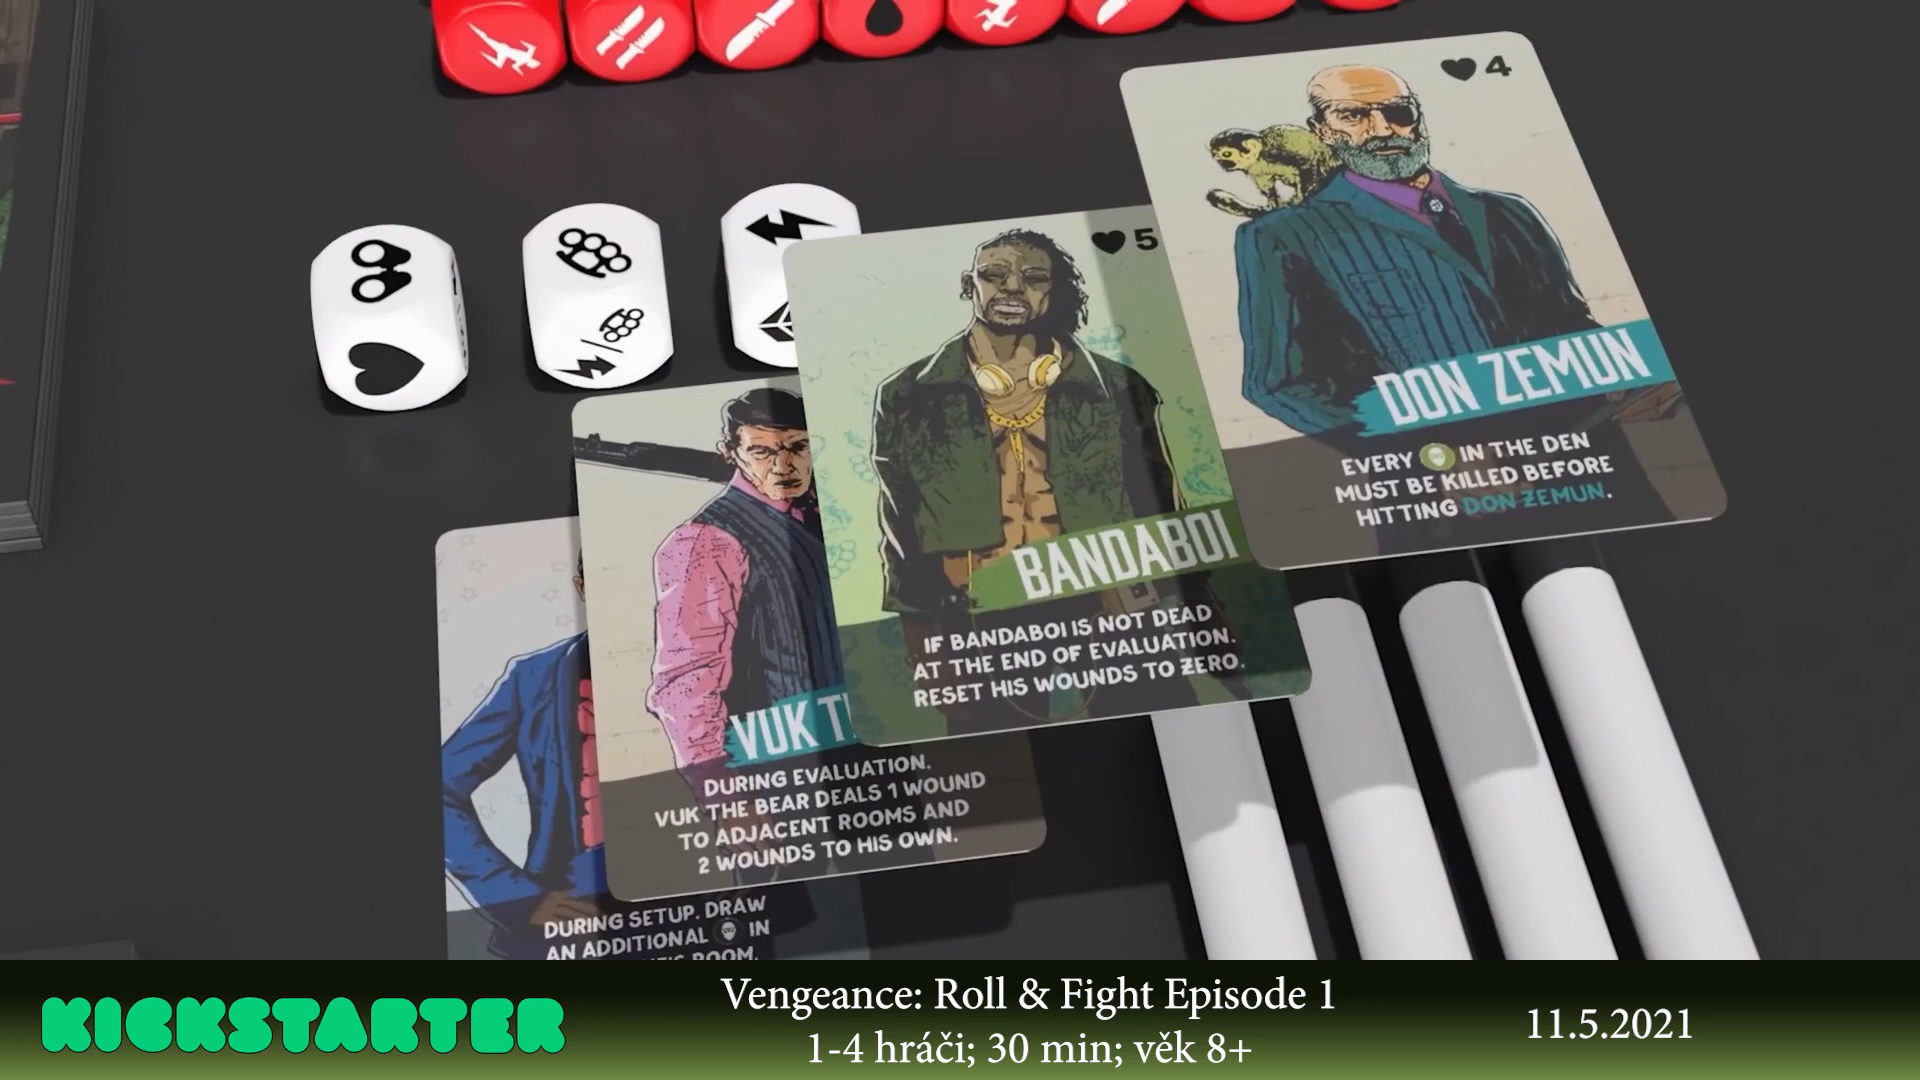 4
DON ZEMUN
EVERY IN THE DEN
MUST BE KILLED BEFORE
HITTING DON ZEMUN.
5
BANDABOI
IF BANDABOI IS NOT DEAD
AT THE END OF EVALUATION.
RESET HIS WOUNDS TO ZERO.
VUK
DURING EVALUATION.
VUK THE BEAR DEALS 1 WOUND
TO ADJACENT ROOMS AND
2 WOUNDS TO HIS OWN.
DURING SETUP. DRAW
AN ADDITIONAL IN
ROOM.
KICKSTARTER
Vengeance: Roll & Fight Episode 1
1-4 hráči; 30 min; věk 8+
11.5.2021